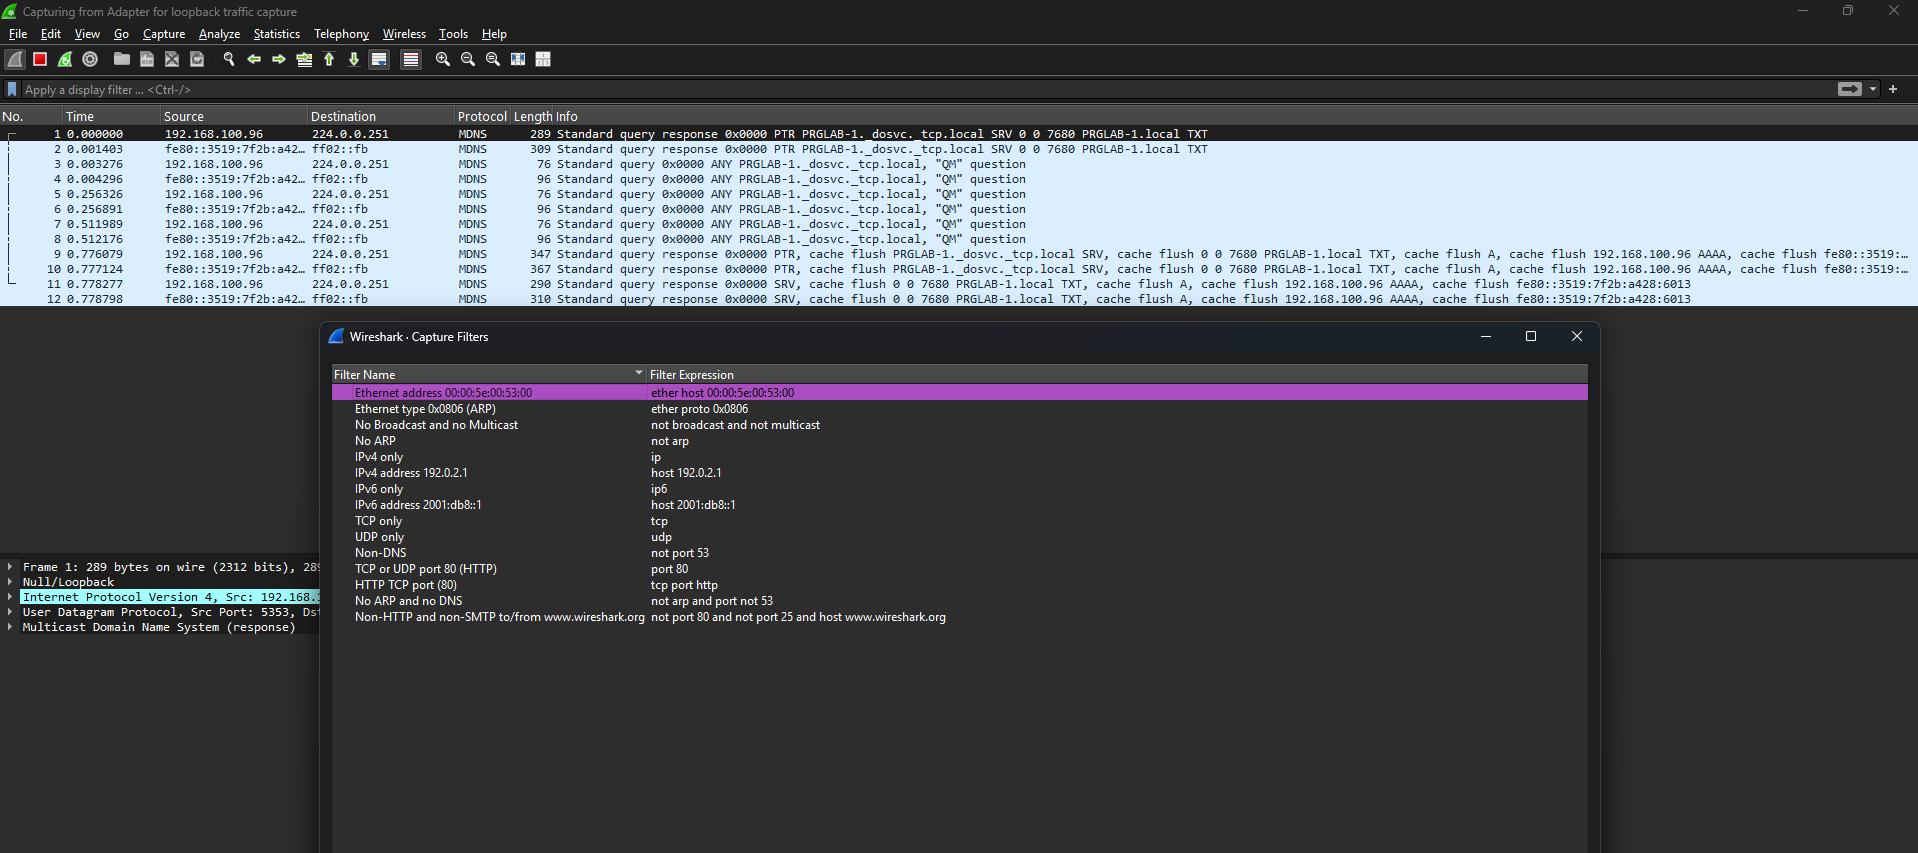 Capturing from Adapter for loopback traffic capture
File Edit View Go Capture Analyze Statistics Telephony Wireless Tools Help
Apply a display filter ... <Ctrl-/>
No. Time Source Destination Protocol Length Info
1 0.000000 192.168.100.96 224.0.0.251 MDNS 289 Standard query response 0x0000 PTR PRGLAB-1._dosvc._tcp.local SRV 0 0 7680 PRGLAB-1.local TXT
2 0.001403 fe80::3519:7f2b:a42… ff02::fb MDNS 309 Standard query response 0x0000 PTR PRGLAB-1._dosvc._tcp.local SRV 0 0 7680 PRGLAB-1.local TXT
3 0.003276 192.168.100.96 224.0.0.251 MDNS 76 Standard query 0x0000 ANY PRGLAB-1._dosvc._tcp.local, "QM" question
4 0.004296 fe80::3519:7f2b:a42… ff02::fb MDNS 96 Standard query 0x0000 ANY PRGLAB-1._dosvc._tcp.local, "QM" question
5 0.256326 192.168.100.96 224.0.0.251 MDNS 76 Standard query 0x0000 ANY PRGLAB-1._dosvc._tcp.local, "QM" question
6 0.256891 fe80::3519:7f2b:a42… ff02::fb MDNS 96 Standard query 0x0000 ANY PRGLAB-1._dosvc._tcp.local, "QM" question
7 0.511989 192.168.100.96 224.0.0.251 MDNS 76 Standard query 0x0000 ANY PRGLAB-1._dosvc._tcp.local, "QM" question
8 0.512176 fe80::3519:7f2b:a42… ff02::fb MDNS 96 Standard query 0x0000 ANY PRGLAB-1._dosvc._tcp.local, "QM" question
9 0.776079 192.168.100.96 224.0.0.251 MDNS 347 Standard query response 0x0000 PTR, cache flush PRGLAB-1._dosvc._tcp.local SRV, cache flush 0 0 7680 PRGLAB-1.local TXT, cache flush A, cache flush 192.168.100.96 AAAA, cache flush fe80::3519:…
10 0.777124 fe80::3519:7f2b:a42… ff02::fb MDNS 367 Standard query response 0x0000 PTR, cache flush PRGLAB-1._dosvc._tcp.local SRV, cache flush 0 0 7680 PRGLAB-1.local TXT, cache flush A, cache flush 192.168.100.96 AAAA, cache flush fe80::3519:…
11 0.778277 192.168.100.96 224.0.0.251 MDNS 290 Standard query response 0x0000 SRV, cache flush 0 0 7680 PRGLAB-1.local TXT, cache flush A, cache flush 192.168.100.96 AAAA, cache flush fe80::3519:7f2b:a428:6013
12 0.778798 fe80::3519:7f2b:a42… ff02::fb MDNS 310 Standard query response 0x0000 SRV, cache flush 0 0 7680 PRGLAB-1.local TXT, cache flush A, cache flush 192.168.100.96 AAAA, cache flush fe80::3519:7f2b:a428:6013
Wireshark · Capture Filters
Filter Name Filter Expression
Ethernet address 00:00:5e:00:53:00 ether host 00:00:5e:00:53:00
Ethernet type 0x0806 (ARP) ether proto 0x0806
No Broadcast and no Multicast not broadcast and not multicast
No ARP not arp
IPv4 only ip
IPv4 address 192.0.2.1 host 192.0.2.1
IPv6 only ip6
IPv6 address 2001:db8::1 host 2001:db8::1
TCP only tcp
UDP only udp
Non-DNS not port 53
TCP or UDP port 80 (HTTP) port 80
HTTP TCP port (80) tcp port http
No ARP and no DNS not arp and port not 53
Non-HTTP and non-SMTP to/from www.wireshark.org not port 80 and not port 25 and host www.wireshark.org
Frame 1: 289 bytes on wire (2312 bits), 289
Null/Loopback
Internet Protocol Version 4, Src: 192.168.1
User Datagram Protocol, Src Port: 5353, Dst
Multicast Domain Name System (response)